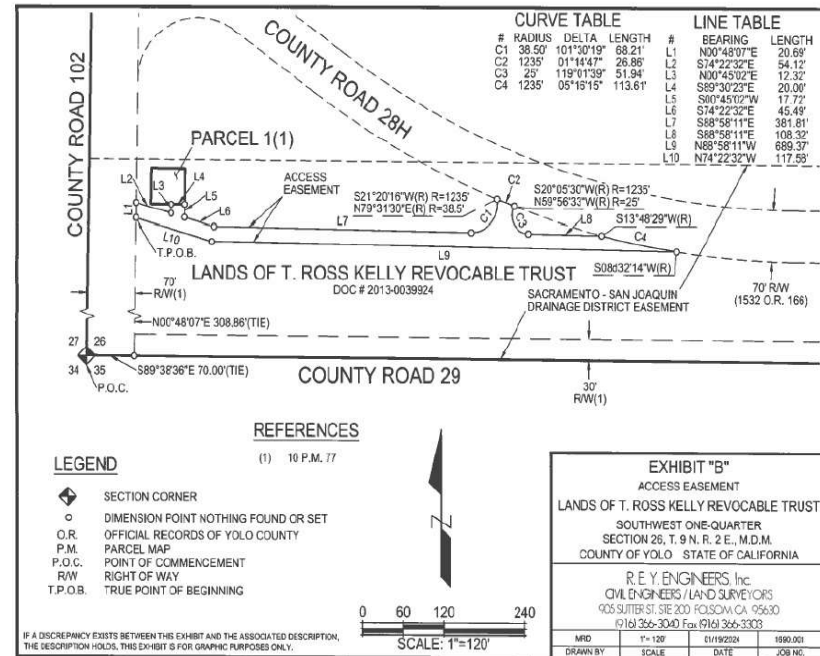 CURVE TABLE
# RADIUS DELTA LENGTH
C1 38.50' 101°30'19" 68.21'
C2 1235' 01°14'47" 26.86'
C3 25' 119°01'39" 51.94'
C4 1235' 05°16'15" 113.61'
LINE TABLE
# BEARING LENGTH
L1 N00°48'07"E 20.69'
L2 S74°22'32"E 54.12'
L3 N00°45'02"E 12.32'
L4 S89°30'23"E 20.00'
L5 S00°45'02"W 17.72'
L6 S74°22'32"E 45.49'
L7 S88°58'11"E 381.81'
L8 S88°58'11"E 108.32'
L9 N88°58'11"W 689.37'
L10 N74°22'32"W 117.58'
COUNTY ROAD 102
COUNTY ROAD 28H
PARCEL 1(1)
L2
L3
L4
L5
L6
L1
L10
T.P.O.B.
ACCESS
EASEMENT
L7
L9
S21°20'16"W(R) R=1235'
N79°31'30"E(R) R=38.5'
C1
C2
C3
S20°05'30"W(R) R=1235'
N59°56'33"W(R) R=25'
L8
S13°48'29"W(R)
C4
S08d32'14"W(R)
LANDS OF T. ROSS KELLY REVOCABLE TRUST
DOC # 2013-0039924
70'
R/W(1)
70' R/W
(1532 O.R. 166)
SACRAMENTO - SAN JOAQUIN
DRAINAGE DISTRICT EASEMENT
N00°48'07"E 308.86'(TIE)
27 26
34 35
S89°38'36"E 70.00'(TIE)
P.O.C.
COUNTY ROAD 29
30'
R/W(1)
REFERENCES
(1) 10 P.M. 77
LEGEND
SECTION CORNER
DIMENSION POINT NOTHING FOUND OR SET
O.R. OFFICIAL RECORDS OF YOLO COUNTY
P.M. PARCEL MAP
P.O.C. POINT OF COMMENCEMENT
R/W RIGHT OF WAY
T.P.O.B. TRUE POINT OF BEGINNING
N
0 60 120 240
SCALE: 1"=120'
IF A DISCREPANCY EXISTS BETWEEN THIS EXHIBIT AND THE ASSOCIATED DESCRIPTION,
THE DESCRIPTION HOLDS. THIS EXHIBIT IS FOR GRAPHIC PURPOSES ONLY.
EXHIBIT "B"
ACCESS EASEMENT
LANDS OF T. ROSS KELLY REVOCABLE TRUST
SOUTHWEST ONE-QUARTER
SECTION 26, T. 9 N. R. 2 E., M.D.M.
COUNTY OF YOLO STATE OF CALIFORNIA
R.E.Y. ENGINEERS, Inc.
CIVIL ENGINEERS / LAND SURVEYORS
905 SUTTER ST. STE 200 FOLSOM CA 95630
(916) 366-3040 Fax (916) 366-3303
MRD 1"= 120' 01/19/2024 1690.001
DRAWN BY SCALE DATE JOB NO.